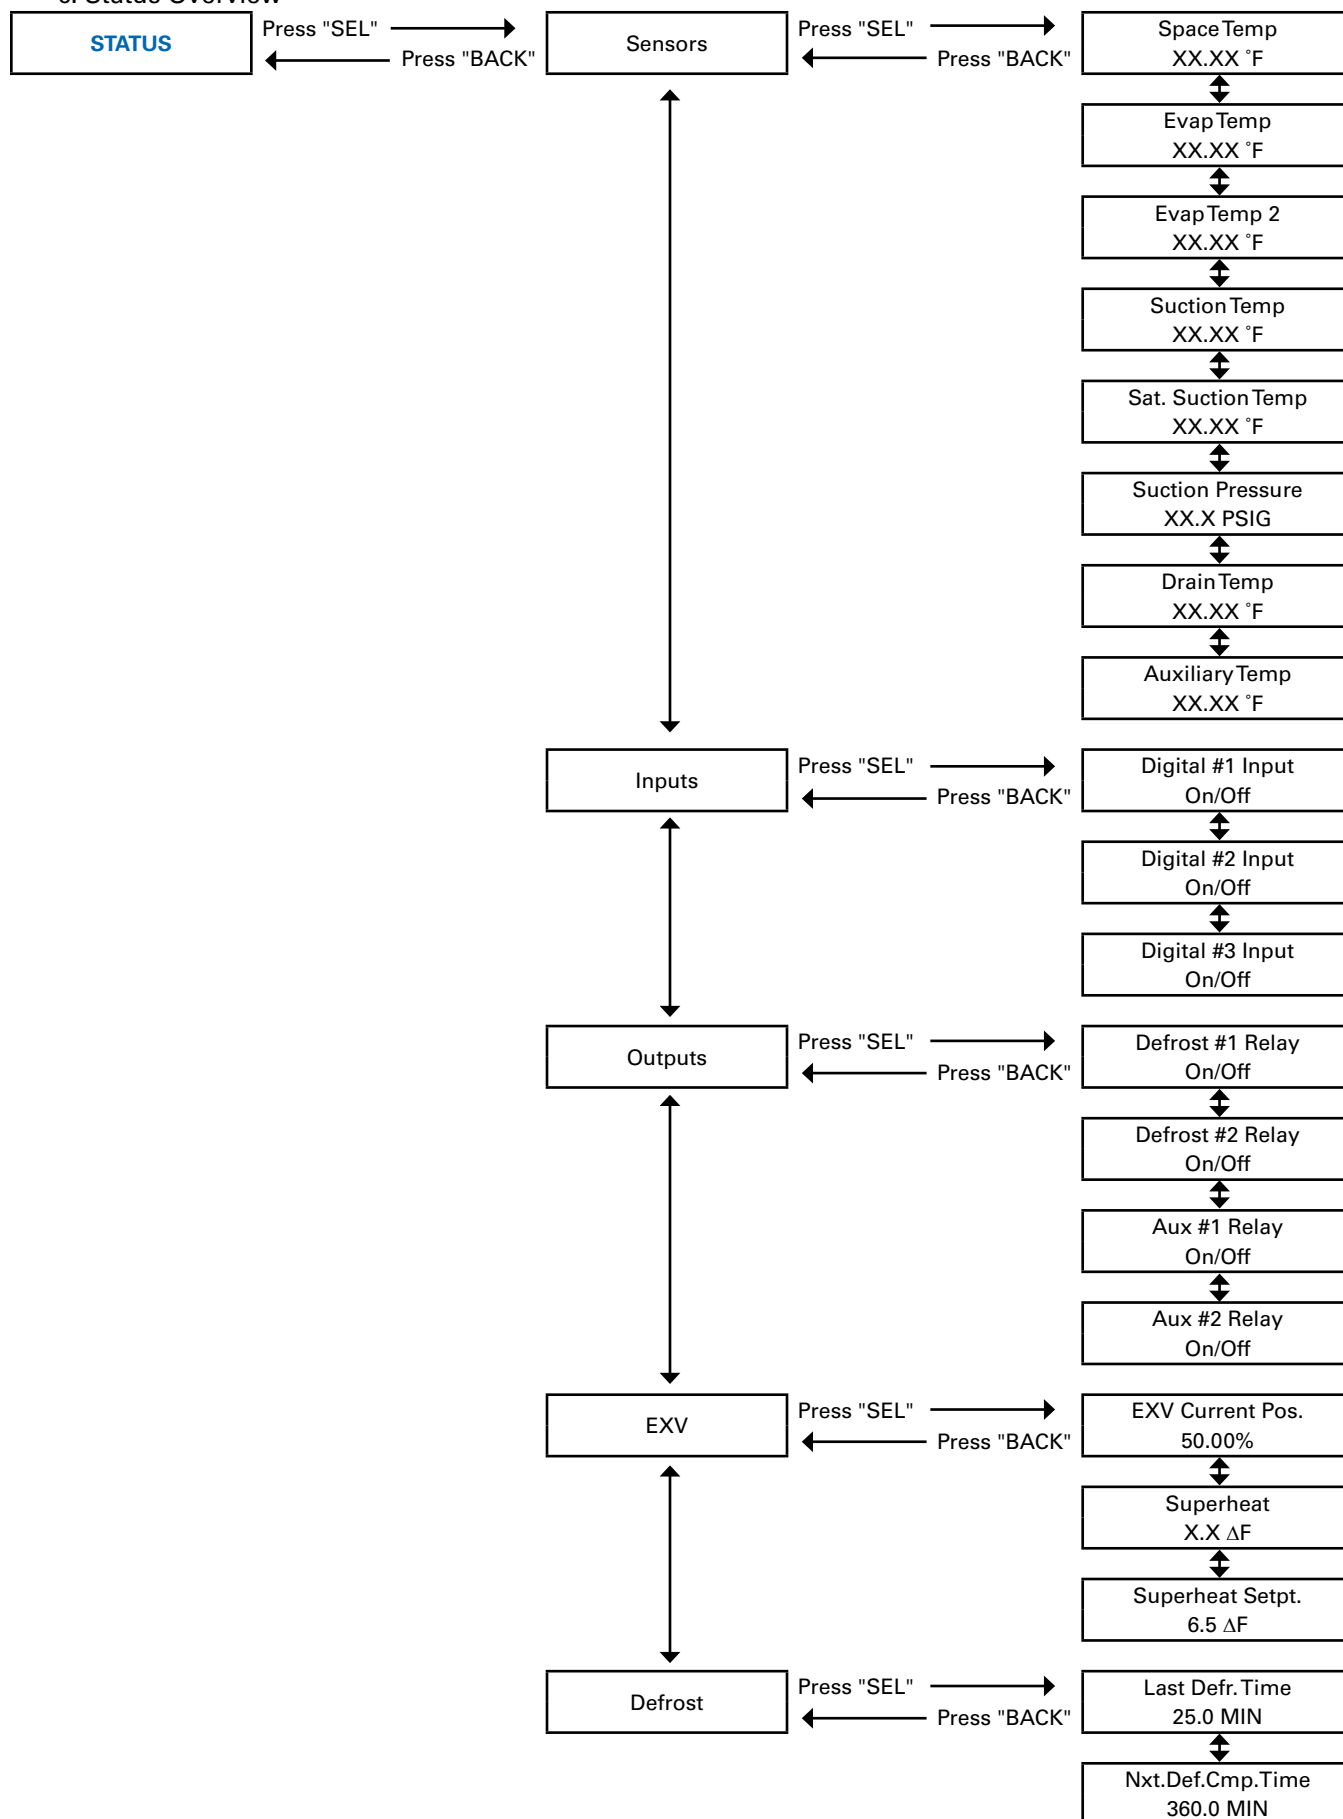 Status Overview
STATUS
Press "SEL"
Press "BACK"
Sensors
Press "SEL"
Press "BACK"
Space Temp
XX.XX °F
Evap Temp
XX.XX °F
Evap Temp 2
XX.XX °F
Suction Temp
XX.XX °F
Sat. Suction Temp
XX.XX °F
Suction Pressure
XX.X PSIG
Drain Temp
XX.XX °F
Auxiliary Temp
XX.XX °F
Inputs
Press "SEL"
Press "BACK"
Digital #1 Input
On/Off
Digital #2 Input
On/Off
Digital #3 Input
On/Off
Outputs
Press "SEL"
Press "BACK"
Defrost #1 Relay
On/Off
Defrost #2 Relay
On/Off
Aux #1 Relay
On/Off
Aux #2 Relay
On/Off
EXV
Press "SEL"
Press "BACK"
EXV Current Pos.
50.00%
Superheat
X.X ΔF
Superheat Setpt.
6.5 ΔF
Defrost
Press "SEL"
Press "BACK"
Last Defr. Time
25.0 MIN
Nxt.Def.Cmp.Time
360.0 MIN